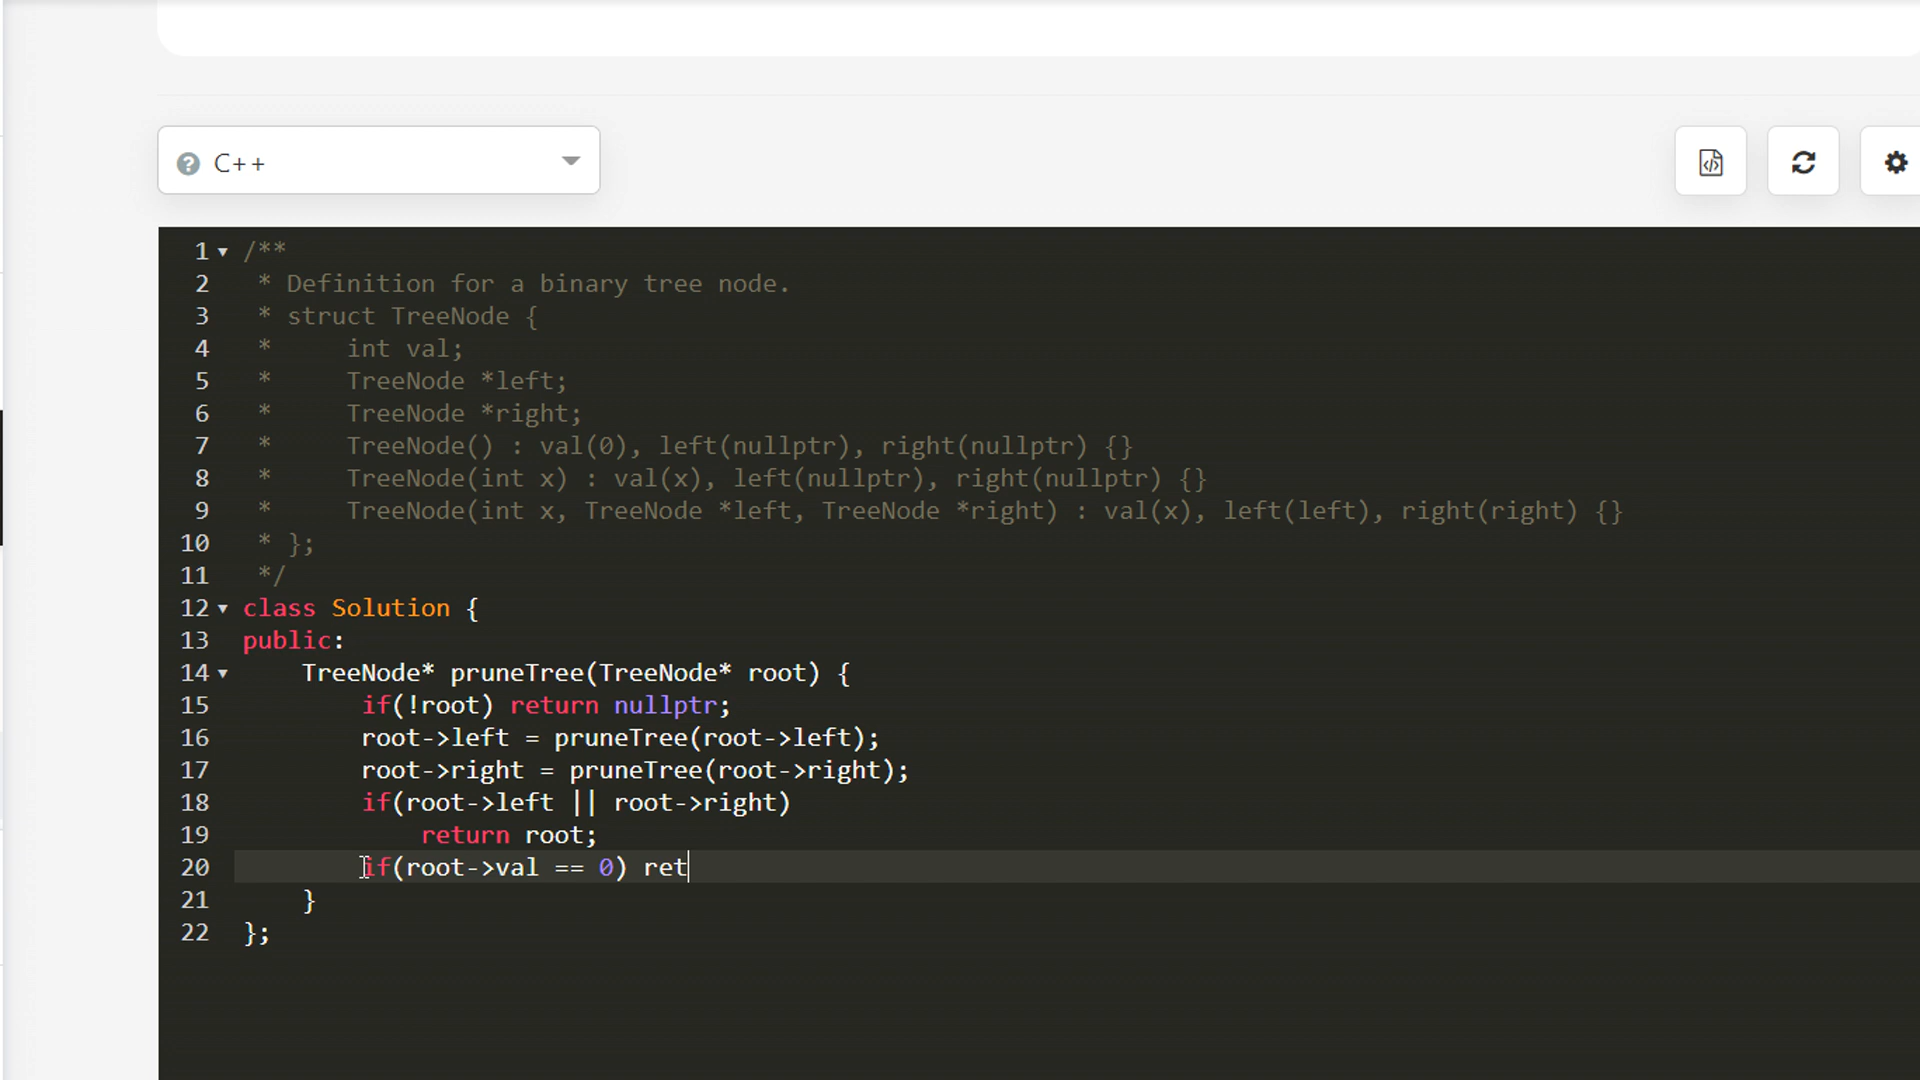 C++
1 /**
2  * Definition for a binary tree node.
3  * struct TreeNode {
4  *     int val;
5  *     TreeNode *left;
6  *     TreeNode *right;
7  *     TreeNode() : val(0), left(nullptr), right(nullptr) {}
8  *     TreeNode(int x) : val(x), left(nullptr), right(nullptr) {}
9  *     TreeNode(int x, TreeNode *left, TreeNode *right) : val(x), left(left), right(right) {}
10  * };
11  */
12 class Solution {
13 public:
14     TreeNode* pruneTree(TreeNode* root) {
15         if(!root) return nullptr;
16         root->left = pruneTree(root->left);
17         root->right = pruneTree(root->right);
18         if(root->left || root->right)
19             return root;
20         if(root->val == 0) ret
21     }
22 };